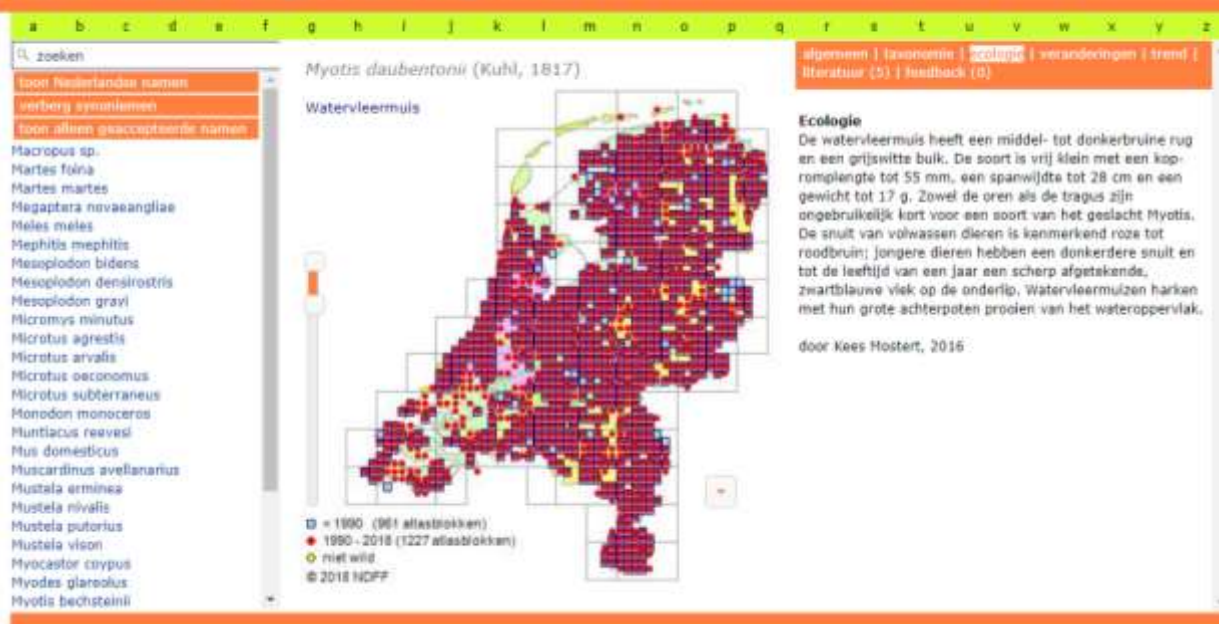 a b c d e f g h i j k l m n o p q r s t u v w x y z
zoeken
toon Nederlandse namen
verberg synoniemen
toon alleen geaccepteerde namen
Macropus sp.
Martes foina
Martes martes
Megaptera novaeangliae
Meles meles
Mephitis mephitis
Mesoplodon bidens
Mesoplodon densirostris
Mesoplodon grayi
Micromys minutus
Microtus agrestis
Microtus arvalis
Microtus oeconomus
Microtus subterraneus
Monodon monoceros
Muntiacus reevesi
Mus domesticus
Muscardinus avellanarius
Mustela erminea
Mustela nivalis
Mustela putorius
Mustela vison
Myocastor coypus
Myodes glareolus
Myotis bechsteinii
Myotis daubentonii (Kuhl, 1817)
Watervleermuis
< 1990 (961 atlasblokken)
1990 - 2018 (1227 atlasblokken)
niet wild
© 2018 NDFF
algemeen | taxonomie | ecologie | veranderingen | trend |
literatuur (5) | feedback (0)
Ecologie
De watervleermuis heeft een middel- tot donkerbruine rug
en een grijswitte buik. De soort is vrij klein met een kop-
romplengte tot 55 mm, een spanwijdte tot 28 cm en een
gewicht tot 17 g. Zowel de oren als de tragus zijn
ongebruikelijk kort voor een soort van het geslacht Myotis.
De snuit van volwassen dieren is kenmerkend roze tot
roodbruin; jongere dieren hebben een donkerdere snuit en
tot de leeftijd van een jaar een scherp afgetekende,
zwartblauwe vlek op de onderlip. Watervleermuizen harken
met hun grote achterpoten prooien van het wateroppervlak.
door Kees Mostert, 2016